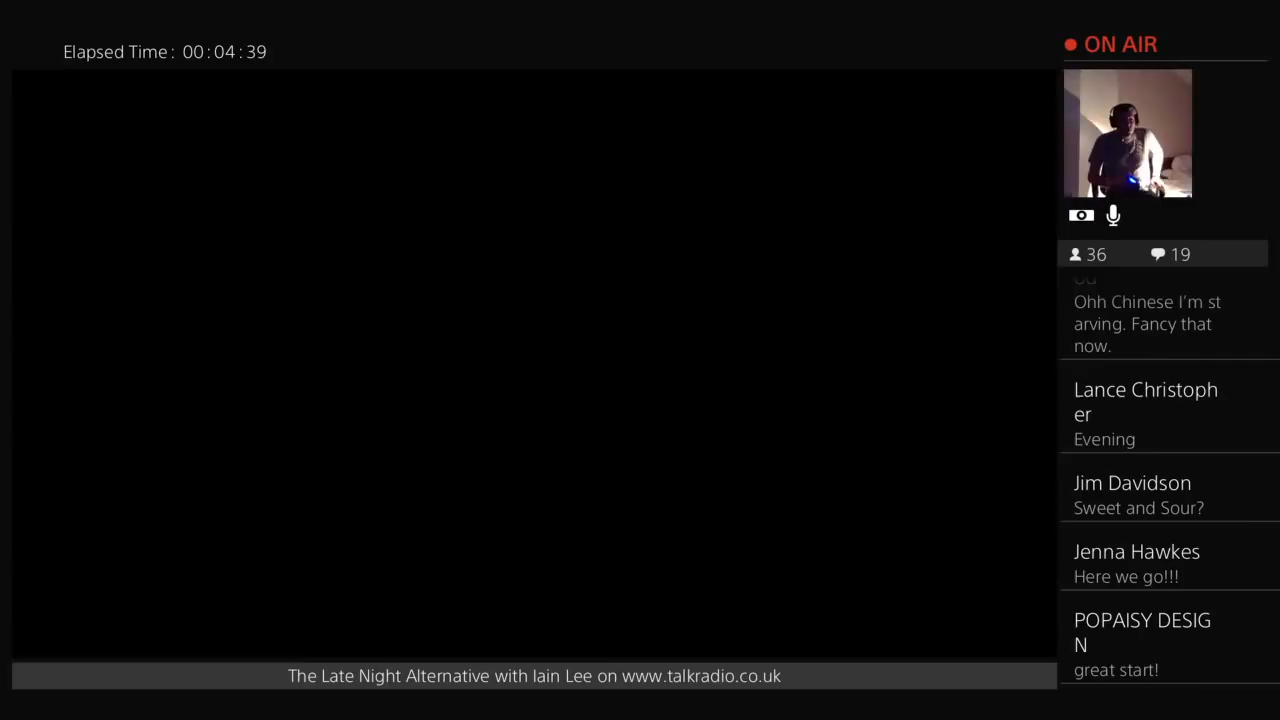 Elapsed Time: 00:04:39
ON AIR
36 19
Ohh Chinese I'm st
arving. Fancy that
now.
Lance Christoph
er
Evening
Jim Davidson
Sweet and Sour?
Jenna Hawkes
Here we go!!!
POPAISY DESIG
N
great start!
The Late Night Alternative with Iain Lee on www.talkradio.co.uk